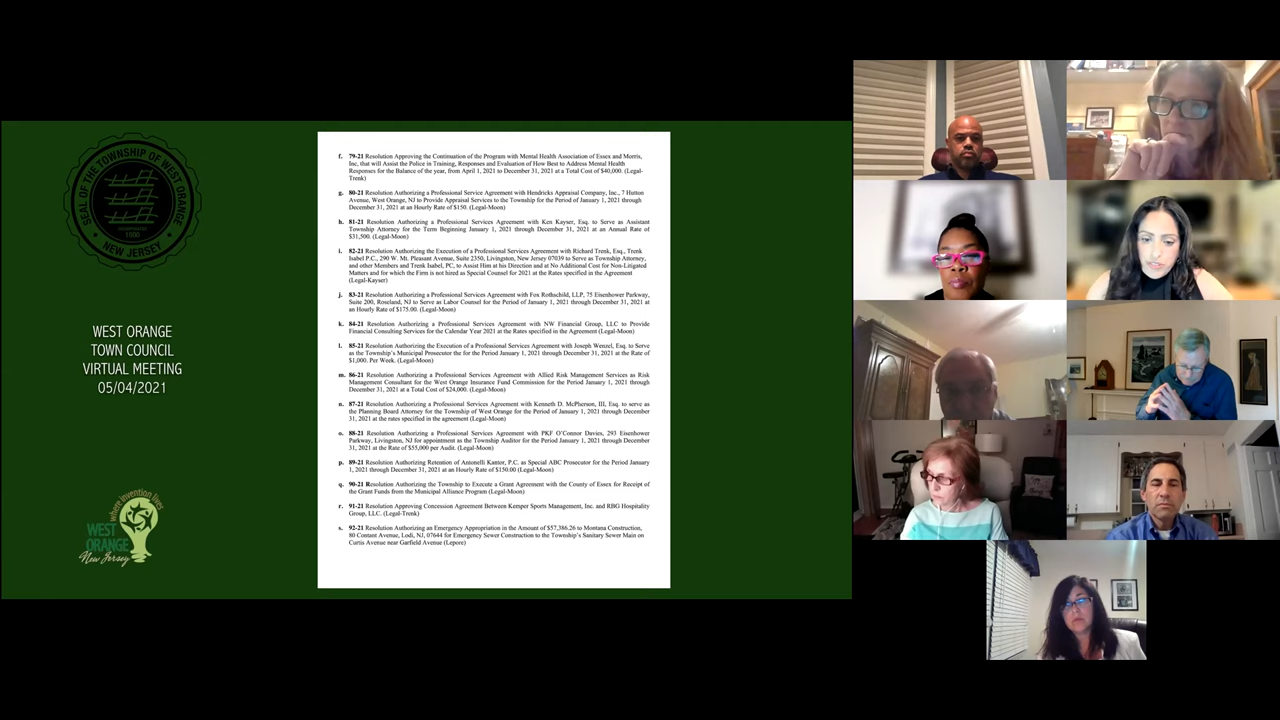 SEAL OF THE TOWNSHIP OF WEST ORANGE
INCORPORATED
1900
NEW JERSEY
WEST ORANGE
TOWN COUNCIL
VIRTUAL MEETING
05/04/2021
where invention lives
WEST
ORANGE
New Jersey
f. 79-21 Resolution Approving the Continuation of the Program with Mental Health Association of Essex and Morris,
Inc, that will Assist the Police in Training, Responses and Evaluation of How Best to Address Mental Health
Responses for the Balance of the year, from April 1, 2021 to December 31, 2021 at a Total Cost of $40,000. (Legal-
Trenk)
g. 80-21 Resolution Authorizing a Professional Service Agreement with Hendricks Appraisal Company, Inc., 7 Hutton
Avenue, West Orange, NJ to Provide Appraisal Services to the Township for the Period of January 1, 2021 through
December 31, 2021 at an Hourly Rate of $150. (Legal-Moon)
h. 81-21 Resolution Authorizing a Professional Services Agreement with Ken Kayser, Esq. to Serve as Assistant
Township Attorney for the Term Beginning January 1, 2021 through December 31, 2021 at an Annual Rate of
$31,500. (Legal-Moon)
i. 82-21 Resolution Authorizing the Execution of a Professional Services Agreement with Richard Trenk, Esq., Trenk
Isabel P.C., 290 W. Mt. Pleasant Avenue, Suite 2350, Livingston, New Jersey 07039 to Serve as Township Attorney,
and other Members and Trenk Isabel, PC, to Assist Him at his Direction and at No Additional Cost for Non-Litigated
Matters and for which the Firm is not hired as Special Counsel for 2021 at the Rates specified in the Agreement
(Legal-Kayser)
j. 83-21 Resolution Authorizing a Professional Services Agreement with Fox Rothschild, LLP, 75 Eisenhower Parkway,
Suite 200, Roseland, NJ to Serve as Labor Counsel for the Period of January 1, 2021 through December 31, 2021 at
an Hourly Rate of $175.00. (Legal-Moon)
k. 84-21 Resolution Authorizing a Professional Services Agreement with NW Financial Group, LLC to Provide
Financial Consulting Services for the Calendar Year 2021 at the Rates specified in the Agreement (Legal-Moon)
l. 85-21 Resolution Authorizing the Execution of a Professional Services Agreement with Joseph Wenzel, Esq. to Serve
as the Township's Municipal Prosecutor the for the Period January 1, 2021 through December 31, 2021 at the Rate of
$1,000. Per Week. (Legal-Moon)
m. 86-21 Resolution Authorizing a Professional Services Agreement with Allied Risk Management Services as Risk
Management Consultant for the West Orange Insurance Fund Commission for the Period January 1, 2021 through
December 31, 2021 at a Total Cost of $24,000. (Legal-Moon)
n. 87-21 Resolution Authorizing a Professional Services Agreement with Kenneth D. McPherson, III, Esq. to serve as
the Planning Board Attorney for the Township of West Orange for the Period of January 1, 2021 through December
31, 2021 at the rates specified in the agreement (Legal-Moon)
o. 88-21 Resolution Authorizing a Professional Services Agreement with PKF O'Connor Davies, 293 Eisenhower
Parkway, Livingston, NJ for appointment as the Township Auditor for the Period January 1, 2021 through December
31, 2021 at the Rate of $55,000 per Audit. (Legal-Moon)
p. 89-21 Resolution Authorizing Retention of Antonelli Kantor, P.C. as Special ABC Prosecutor for the Period January
1, 2021 through December 31, 2021 at an Hourly Rate of $150.00 (Legal-Moon)
q. 90-21 Resolution Authorizing the Township to Execute a Grant Agreement with the County of Essex for Receipt of
the Grant Funds from the Municipal Alliance Program (Legal-Moon)
r. 91-21 Resolution Approving Concession Agreement Between Kemper Sports Management, Inc. and RBG Hospitality
Group, LLC. (Legal-Trenk)
s. 92-21 Resolution Authorizing an Emergency Appropriation in the Amount of $57,386.26 to Montana Construction,
80 Contant Avenue, Lodi, NJ, 07644 for Emergency Sewer Construction to the Township's Sanitary Sewer Main on
Curtis Avenue near Garfield Avenue (Lepore)